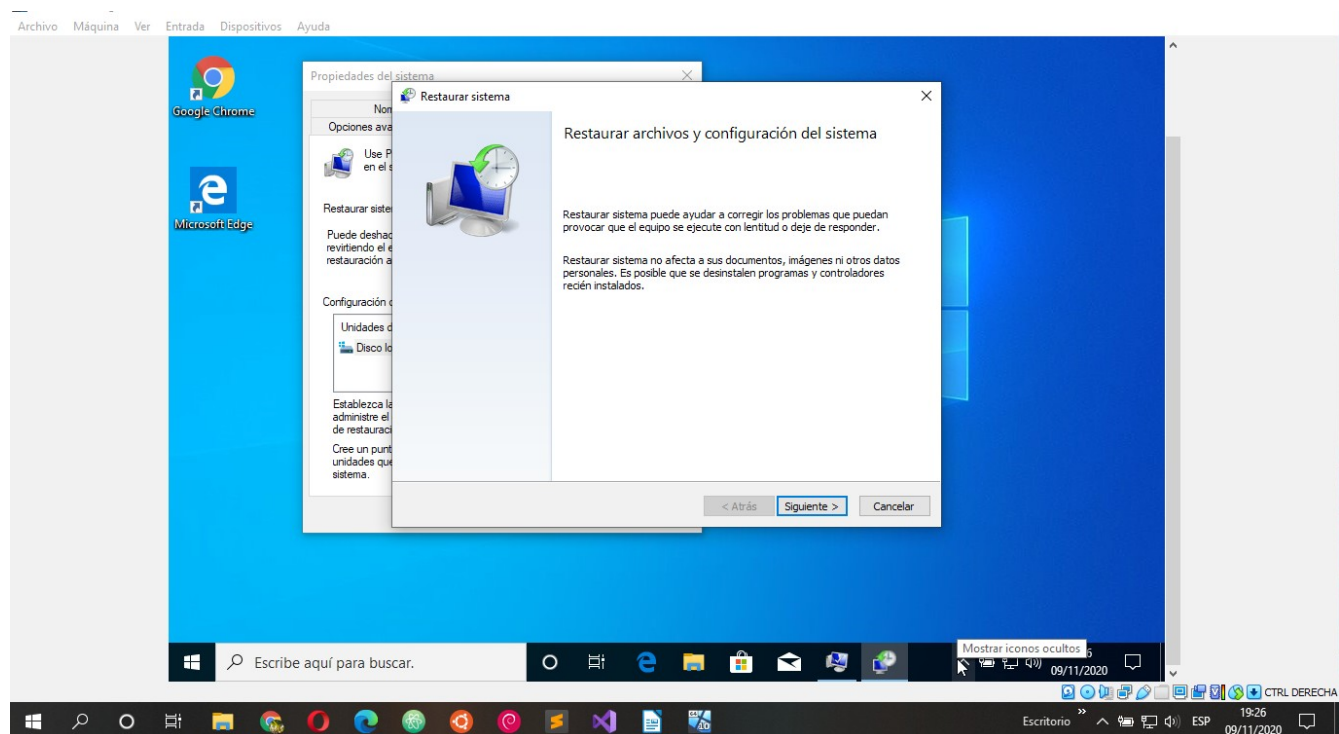 Archivo Máquina Ver Entrada Dispositivos Ayuda
Google Chrome
Microsoft Edge
Propiedades del sistema
Nom
Opciones ava
Use P
en el s
Restaurar siste
Puede deshac
revirtiendo el e
restauración a
Configuración d
Unidades d
Disco lo
Establezca la
administre el
de restauraci
Cree un punt
unidades que
sistema.
Restaurar sistema
Restaurar archivos y configuración del sistema
Restaurar sistema puede ayudar a corregir los problemas que puedan
provocar que el equipo se ejecute con lentitud o deje de responder.
Restaurar sistema no afecta a sus documentos, imágenes ni otros datos
personales. Es posible que se desinstalen programas y controladores
recién instalados.
< Atrás Siguiente > Cancelar
Mostrar iconos ocultos
Escribe aquí para buscar.
09/11/2020
CTRL DERECHA
Escritorio ESP 19:26
09/11/2020